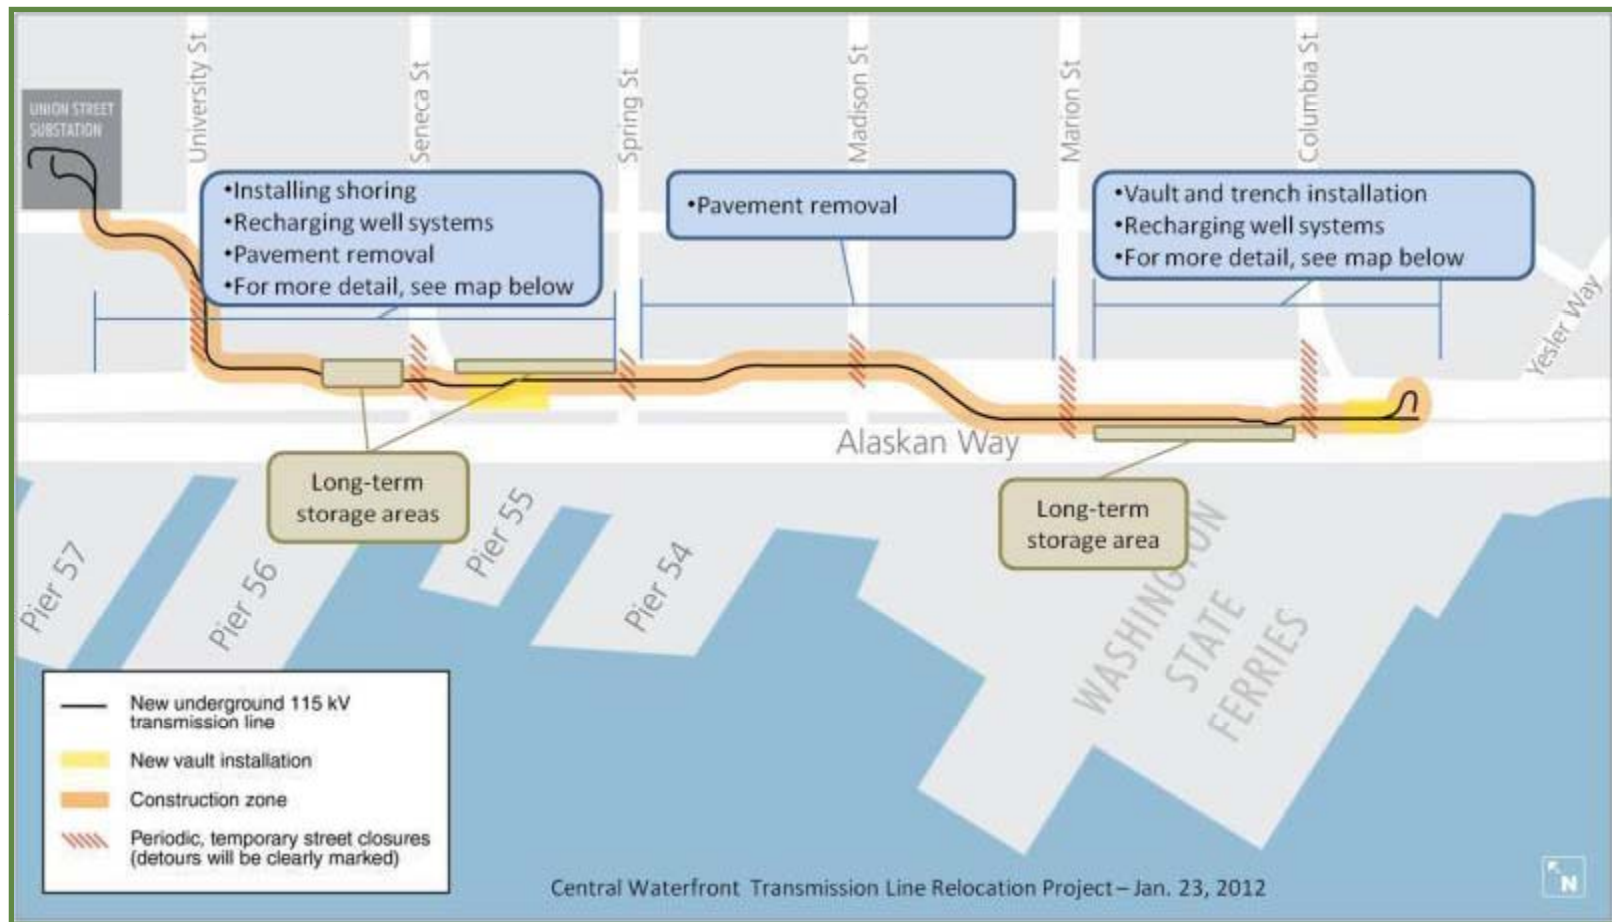 UNION STREET
SUBSTATION
University St
Seneca St
Spring St
Madison St
Marion St
Columbia St
Yesler Way
•Installing shoring
•Recharging well systems
•Pavement removal
•For more detail, see map below
•Pavement removal
•Vault and trench installation
•Recharging well systems
•For more detail, see map below
Alaskan Way
Long-term
storage areas
Long-term
storage area
Pier 57
Pier 56
Pier 55
Pier 54
WASHINGTON
STATE
FERRIES
New underground 115 kV
transmission line
New vault installation
Construction zone
Periodic, temporary street closures
(detours will be clearly marked)
Central Waterfront Transmission Line Relocation Project – Jan. 23, 2012
N